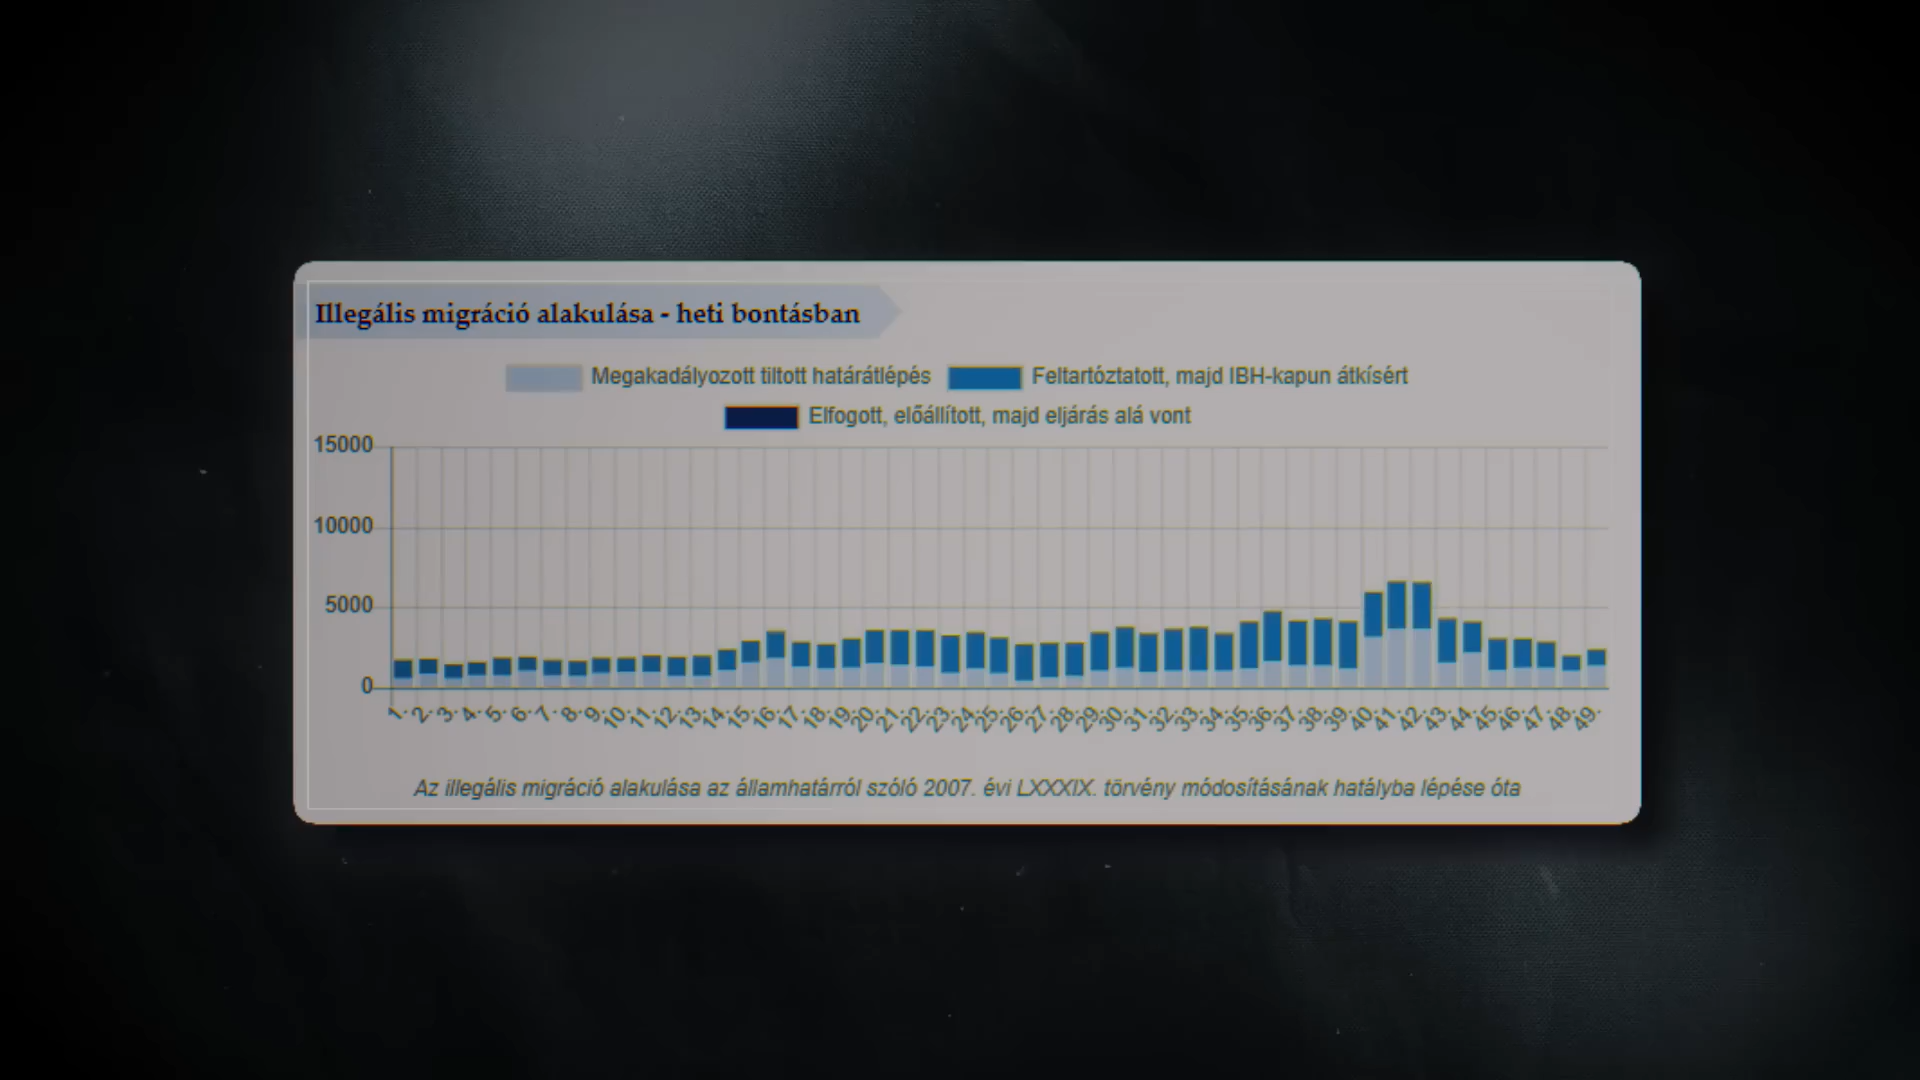 Illegális migráció alakulása - heti bontásban
Megakadályozott tiltott határátlépés Feltartóztatott, majd IBH-kapun átkísért
Elfogott, előállított, majd eljárás alá vont
15000
10000
5000
0
1. 2. 3. 4. 5. 6. 7. 8. 9. 10. 11. 12. 13. 14. 15. 16. 17. 18. 19. 20. 21. 22. 23. 24. 25. 26. 27. 28. 29. 30. 31. 32. 33. 34. 35. 36. 37. 38. 39. 40. 41. 42. 43. 44. 45. 46. 47. 48. 49.
Az illegális migráció alakulása az államhatárról szóló 2007. évi LXXXIX. törvény módosításának hatályba lépése óta